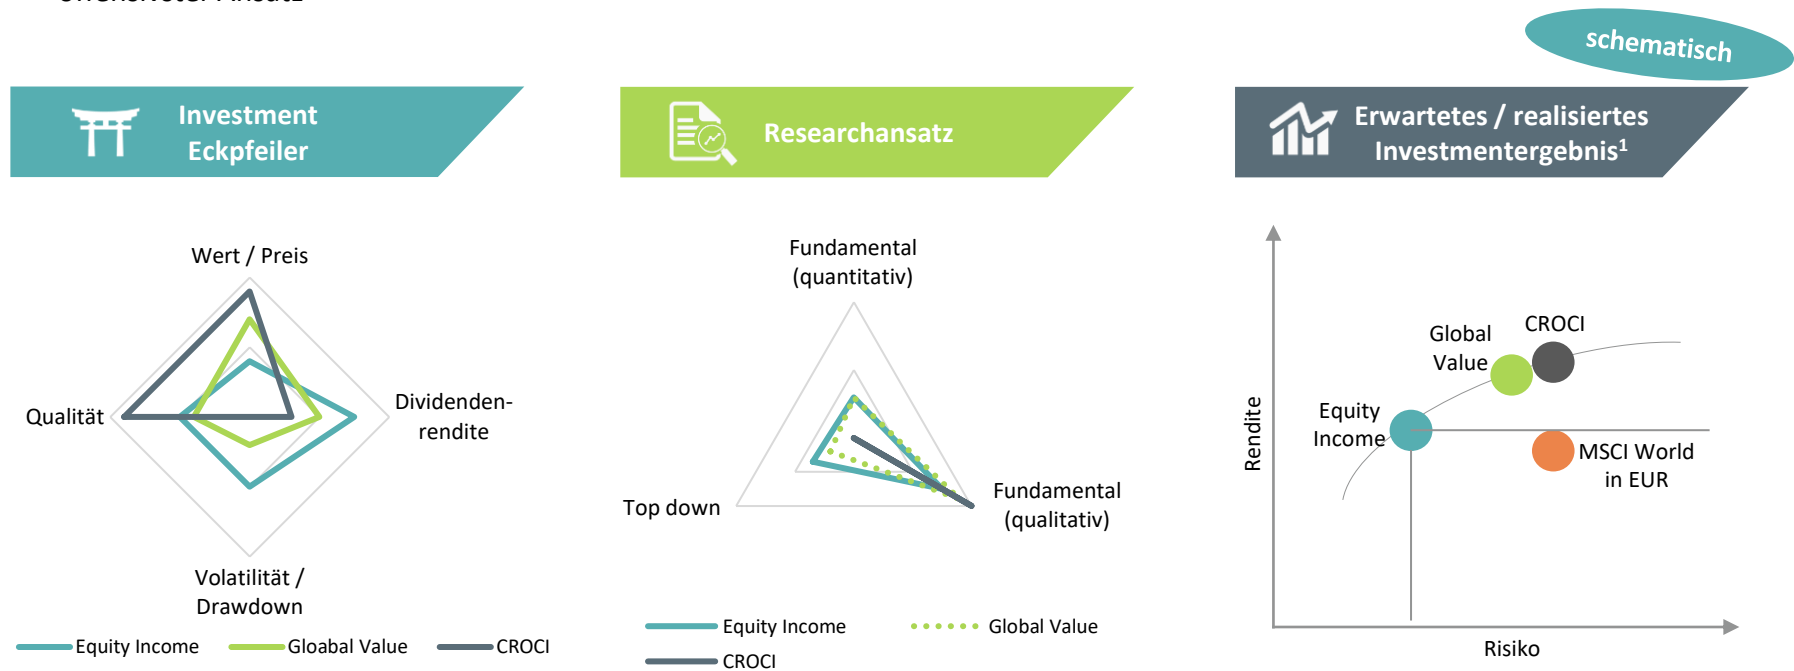 schematisch
Investment
Eckpfeiler
Researchansatz
Erwartetes / realisiertes
Investmentergebnis¹
Wert / Preis
Qualität
Dividenden-
rendite
Volatilität /
Drawdown
Equity Income
Gloabal Value
CROCI
Fundamental
(quantitativ)
Top down
Fundamental
(qualitativ)
Equity Income
Global Value
CROCI
Rendite
Global
Value
CROCI
Equity
Income
MSCI World
in EUR
Risiko